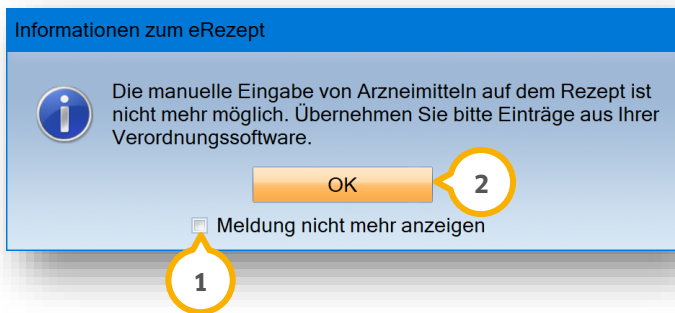 Informationen zum eRezept
Die manuelle Eingabe von Arzneimitteln auf dem Rezept ist
nicht mehr möglich. Übernehmen Sie bitte Einträge aus Ihrer
Verordnungssoftware.
OK
2
Meldung nicht mehr anzeigen
1